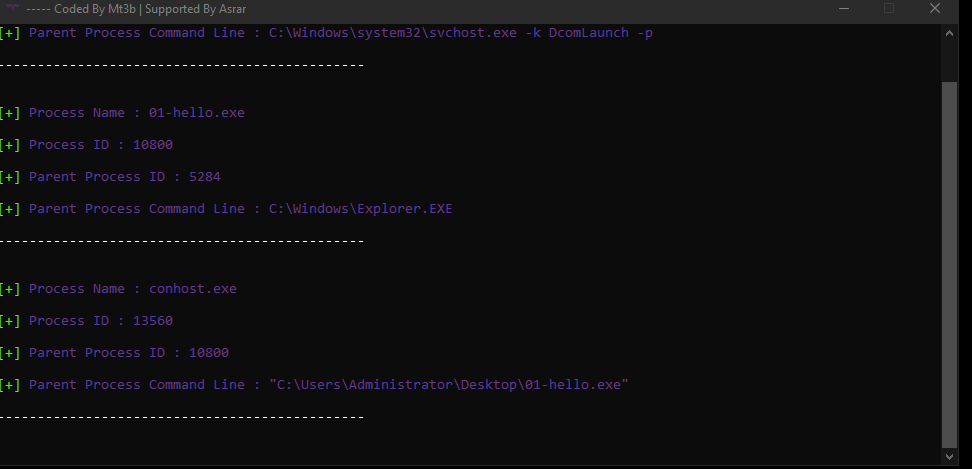 ----- Coded By Mt3b | Supported By Asrar
[+] Parent Process Command Line : C:\Windows\system32\svchost.exe -k DcomLaunch -p
----------------------------------------------
[+] Process Name : 01-hello.exe
[+] Process ID : 10800
[+] Parent Process ID : 5284
[+] Parent Process Command Line : C:\Windows\Explorer.EXE
----------------------------------------------
[+] Process Name : conhost.exe
[+] Process ID : 13560
[+] Parent Process ID : 10800
[+] Parent Process Command Line : "C:\Users\Administrator\Desktop\01-hello.exe"
----------------------------------------------